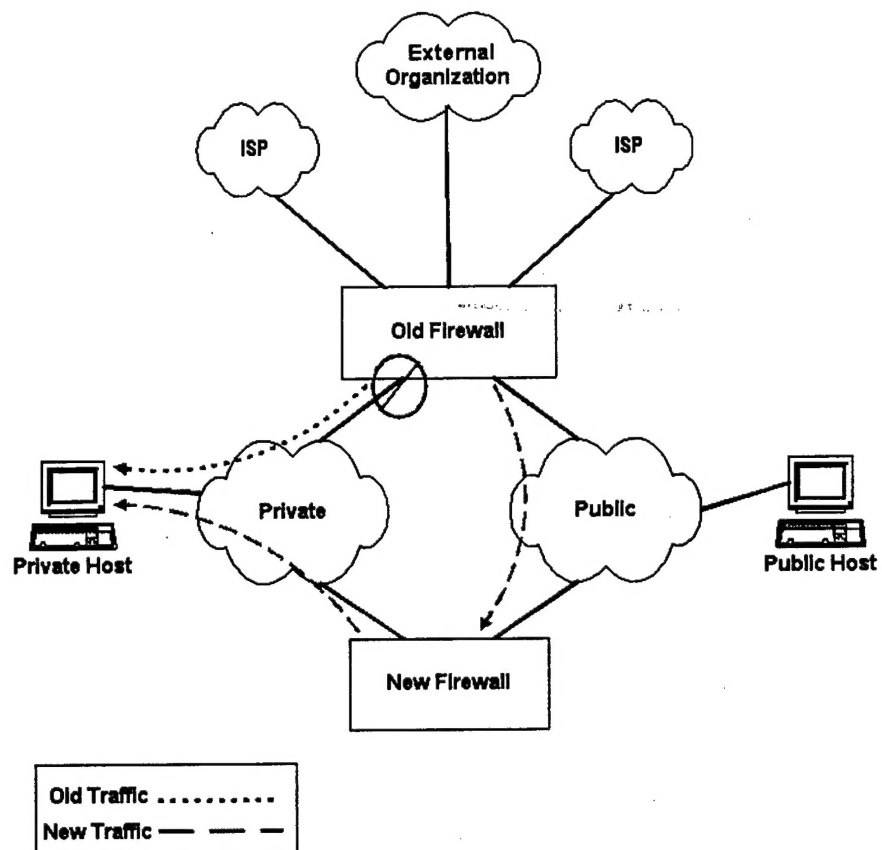 External
Organization
ISP
ISP
Old Firewall
Private
Public
Private Host
Public Host
New Firewall
Old Traffic
New Traffic